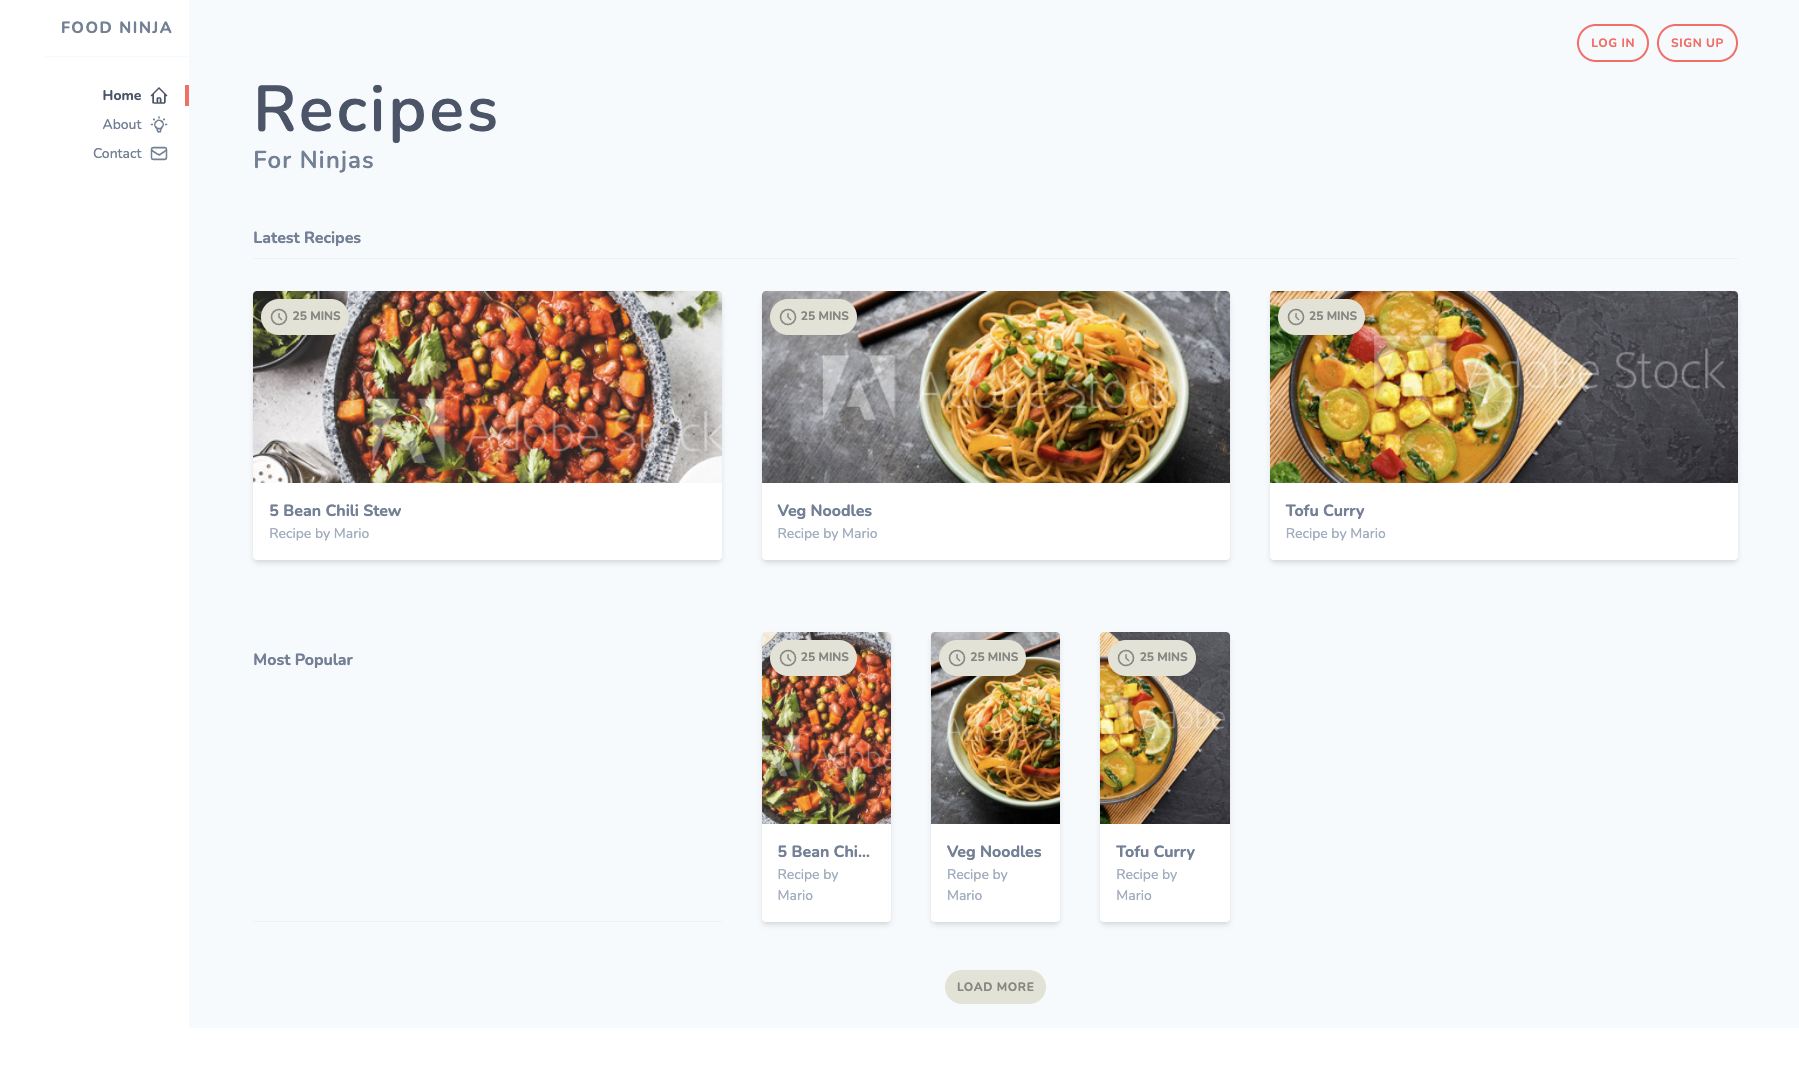 FOOD NINJA
Home
About
Contact
LOG IN
SIGN UP
Recipes
For Ninjas
Latest Recipes
25 MINS
Adobe Stock
5 Bean Chili Stew
Recipe by Mario
25 MINS
Adobe Stock
Veg Noodles
Recipe by Mario
25 MINS
Adobe Stock
Tofu Curry
Recipe by Mario
Most Popular
25 MINS
Adobe
5 Bean Chi...
Recipe by
Mario
25 MINS
Veg Noodles
Recipe by
Mario
25 MINS
Adobe
Tofu Curry
Recipe by
Mario
LOAD MORE